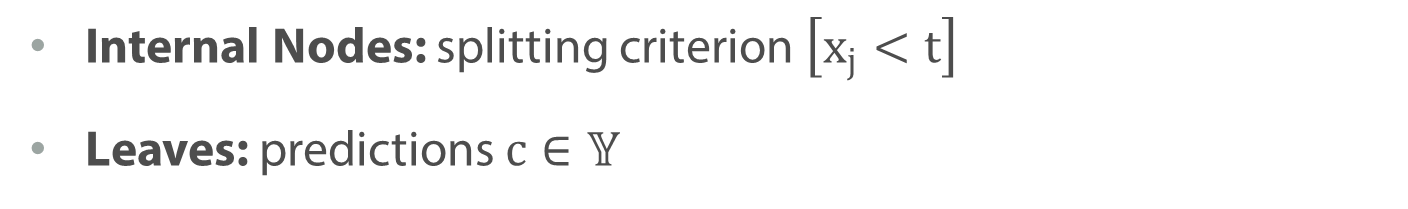 • Internal Nodes: splitting criterion [xⱼ < t]
• Leaves: predictions c ∈ 𝕐